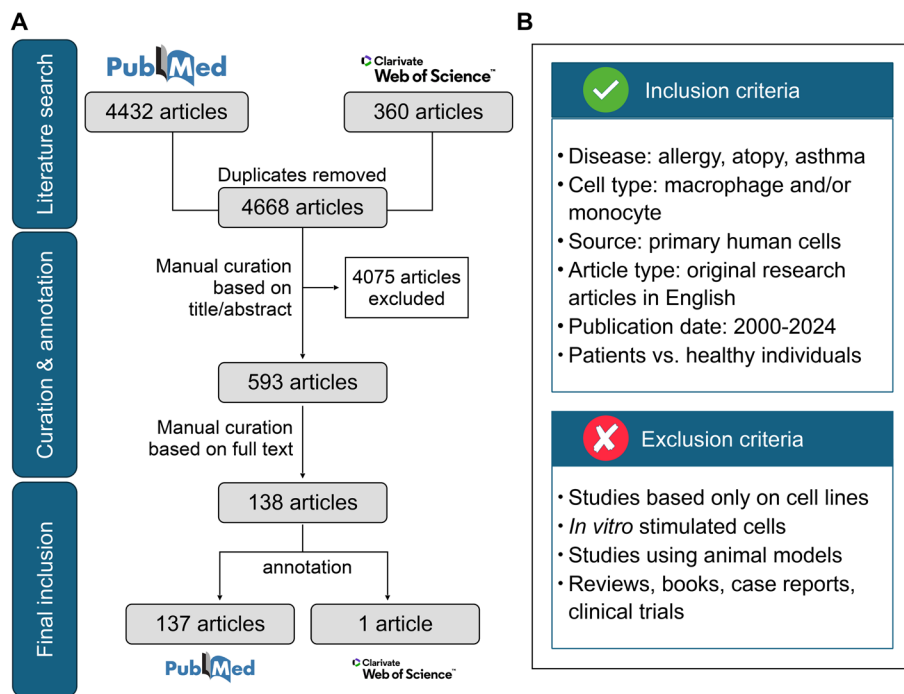 A
Literature search
PubMed
Clarivate
Web of Science™
4432 articles
360 articles
Duplicates removed
4668 articles
Curation & annotation
Manual curation
based on
title/abstract
4075 articles
excluded
593 articles
Manual curation
based on full text
Final inclusion
138 articles
annotation
137 articles
1 article
PubMed
Clarivate
Web of Science™
B
Inclusion criteria
• Disease: allergy, atopy, asthma
• Cell type: macrophage and/or
monocyte
• Source: primary human cells
• Article type: original research
articles in English
• Publication date: 2000-2024
• Patients vs. healthy individuals
Exclusion criteria
• Studies based only on cell lines
• In vitro stimulated cells
• Studies using animal models
• Reviews, books, case reports,
clinical trials